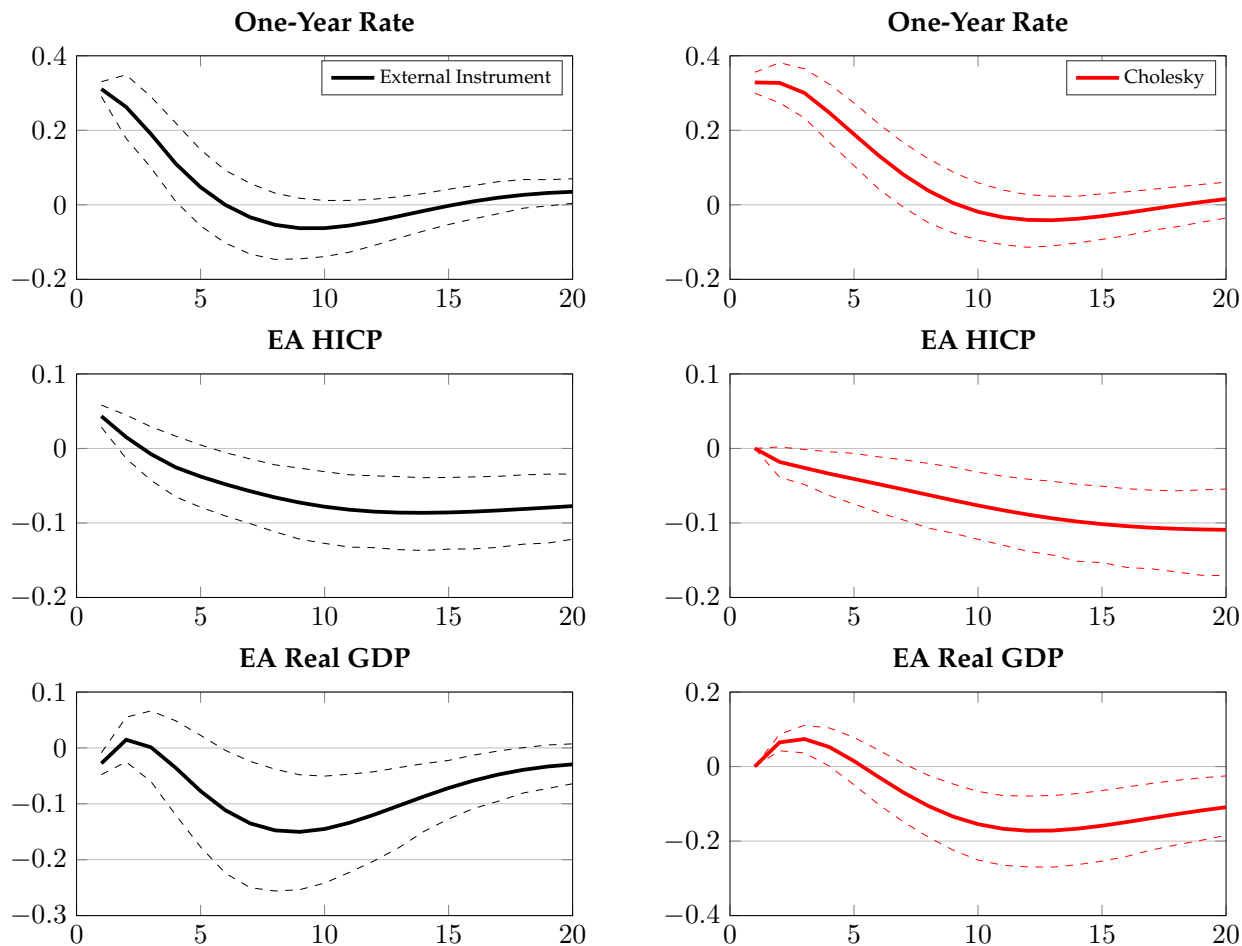 One-Year Rate
0.4
0.2
0
−0.2
0 5 10 15 20
External Instrument
One-Year Rate
0.4
0.2
0
−0.2
0 5 10 15 20
Cholesky
EA HICP
0.1
0
−0.1
−0.2
0 5 10 15 20
EA HICP
0.1
0
−0.1
−0.2
0 5 10 15 20
EA Real GDP
0.1
0
−0.1
−0.2
−0.3
0 5 10 15 20
EA Real GDP
0.2
0
−0.2
−0.4
0 5 10 15 20